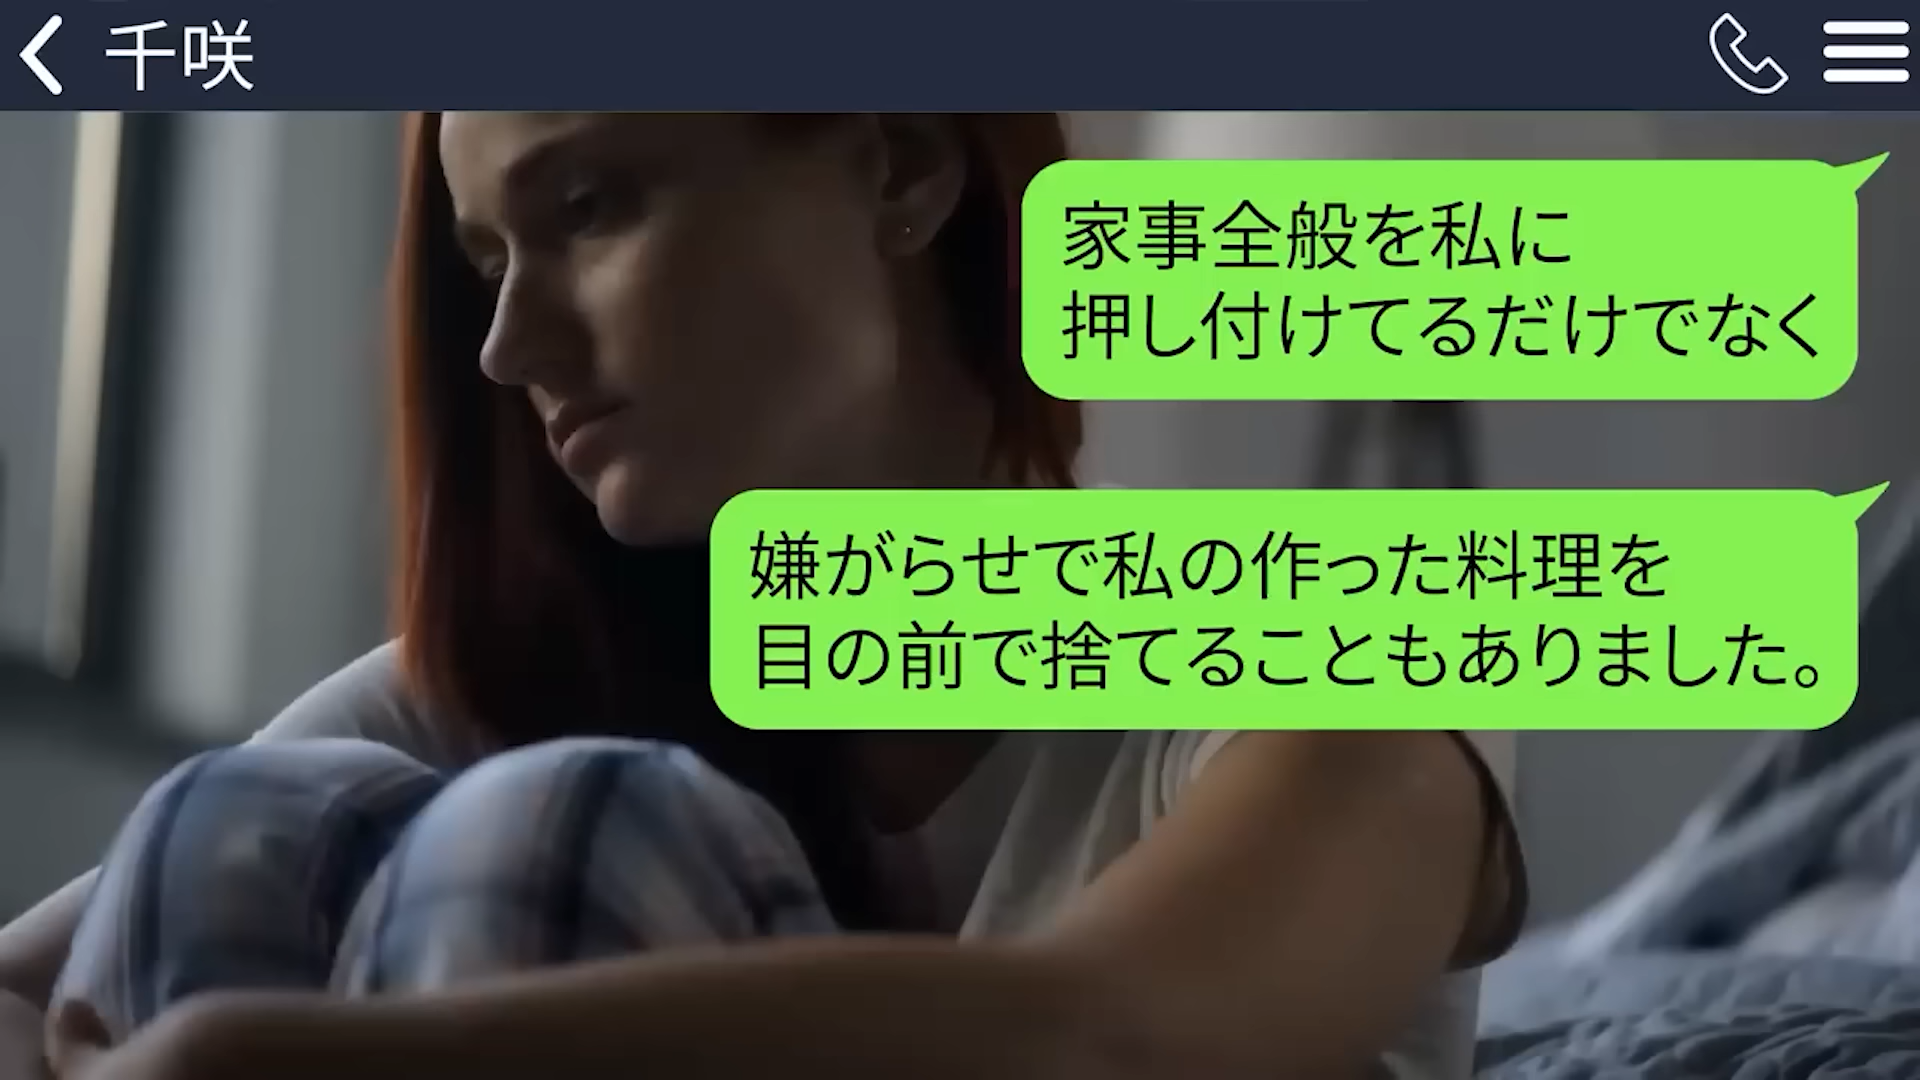 千咲
家事全般を私に
押し付けてるだけでなく
嫌がらせで私の作った料理を
目の前で捨てることもありました。